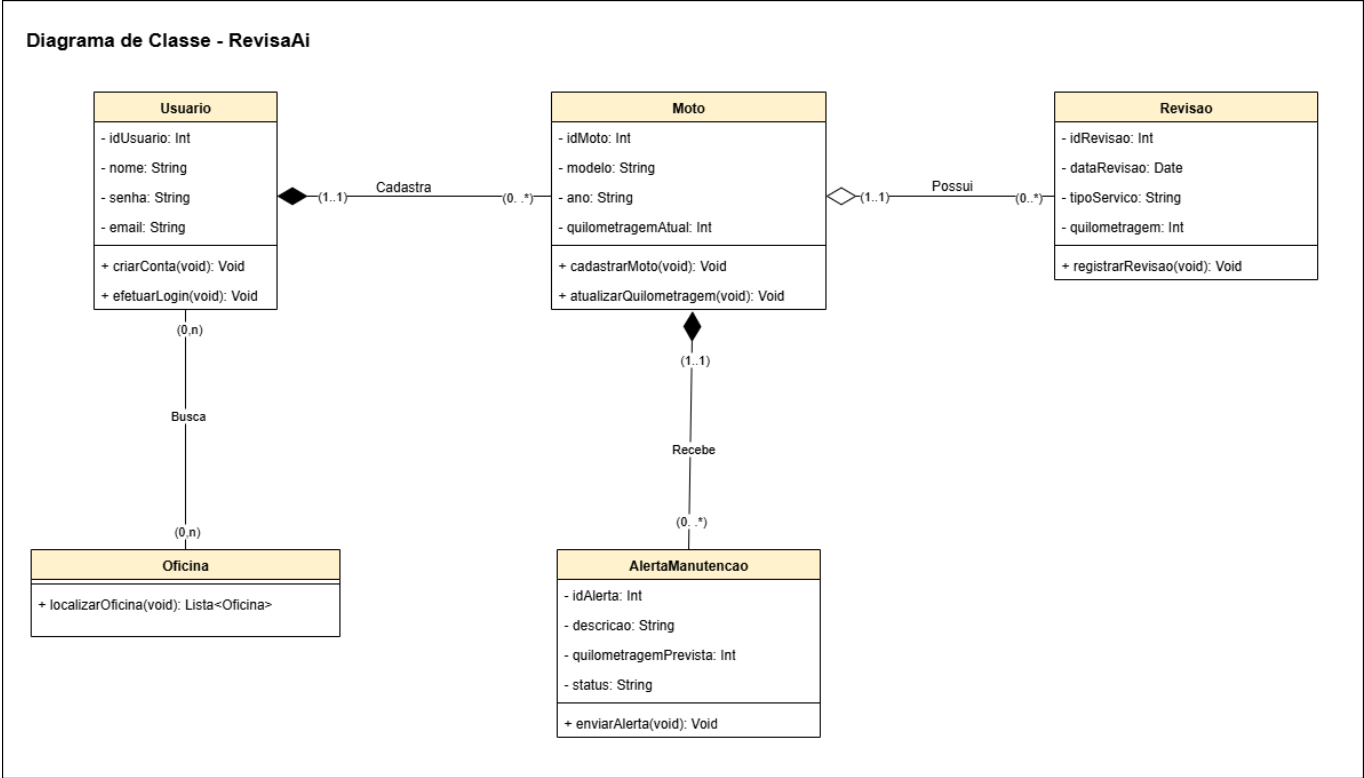 Diagrama de Classe - RevisaAi
Usuario
- idUsuario: Int
- nome: String
- senha: String
- email: String
+ criarConta(void): Void
+ efetuarLogin(void): Void
(1..1)
Cadastra
(0. .*)
Moto
- idMoto: Int
- modelo: String
- ano: String
- quilometragemAtual: Int
+ cadastrarMoto(void): Void
+ atualizarQuilometragem(void): Void
(1..1)
Possui
(0..*)
Revisao
- idRevisao: Int
- dataRevisao: Date
- tipoServico: String
- quilometragem: Int
+ registrarRevisao(void): Void
(0,n)
Busca
(0,n)
Oficina
+ localizarOficina(void): Lista<Oficina>
(1..1)
Recebe
(0. .*)
AlertaManutencao
- idAlerta: Int
- descricao: String
- quilometragemPrevista: Int
- status: String
+ enviarAlerta(void): Void